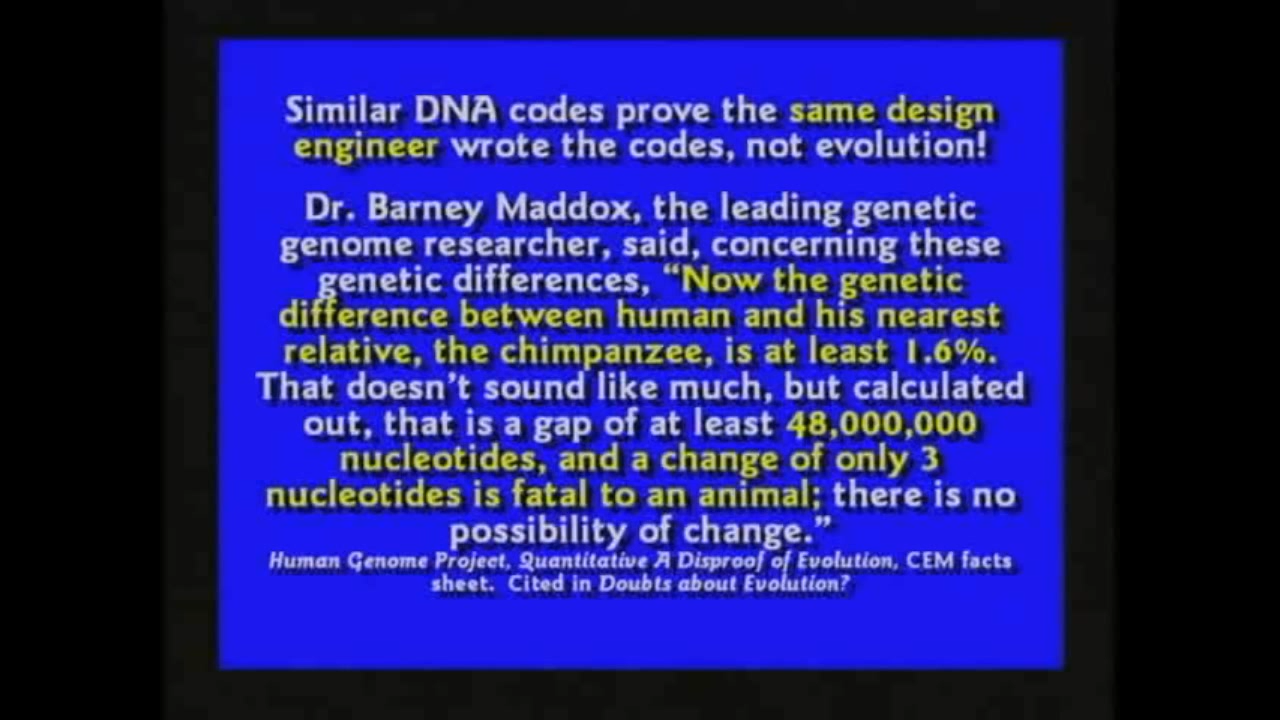 Similar DNA codes prove the same design
engineer wrote the codes, not evolution!
Dr. Barney Maddox, the leading genetic
genome researcher, said, concerning these
genetic differences, “Now the genetic
difference between human and his nearest
relative, the chimpanzee, is at least 1.6%.
That doesn't sound like much, but calculated
out, that is a gap of at least 48,000,000
nucleotides, and a change of only 3
nucleotides is fatal to an animal; there is no
possibility of change.”
Human Genome Project, Quantitative A Disproof of Evolution, CEM facts
sheet. Cited in Doubts about Evolution?